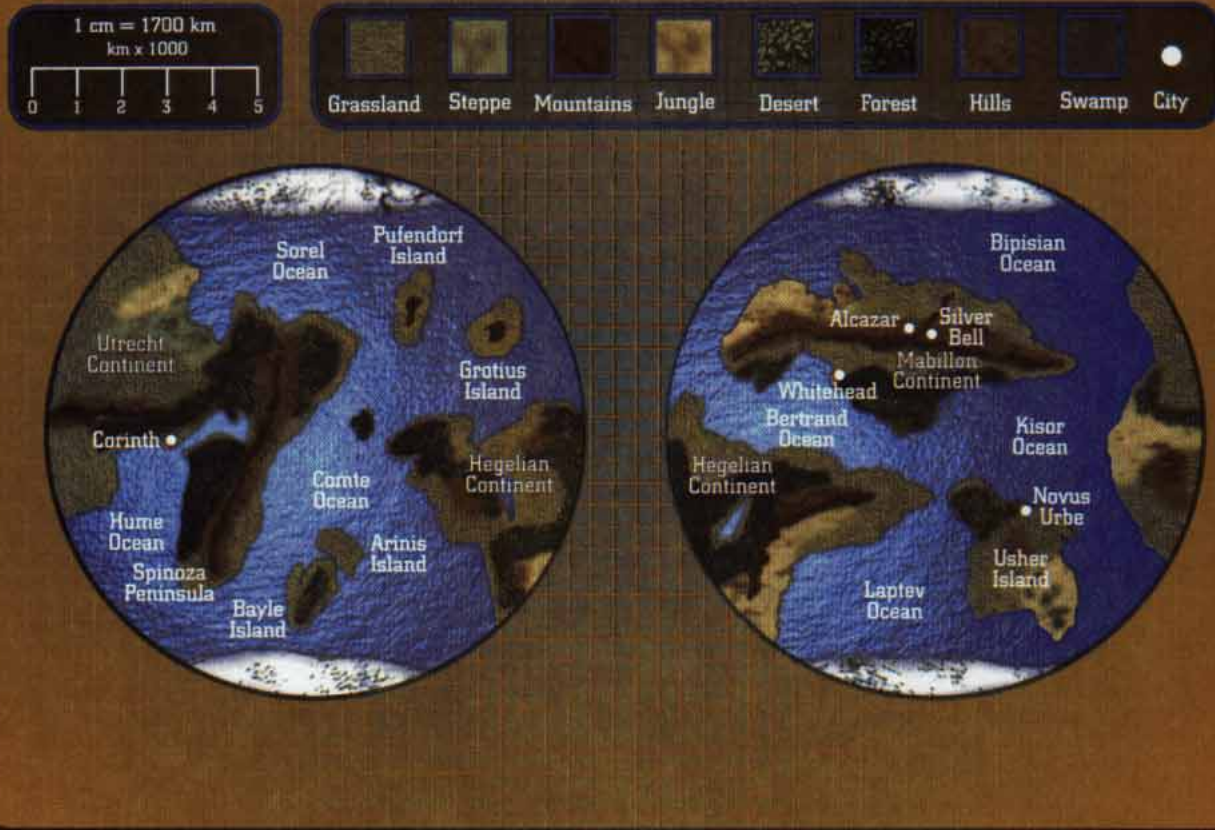 1 cm = 1700 km
km x 1000
0 1 2 3 4 5
Grassland Steppe Mountains Jungle Desert Forest Hills Swamp City
Sorel
Ocean
Pufendorf
Island
Utrecht
Continent
Grotius
Island
Corinth
Hegelian
Continent
Comte
Ocean
Hume
Ocean
Arinis
Island
Spinoza
Peninsula
Bayle
Island
Bipisian
Ocean
Alcazar
Silver
Bell
Mabillon
Continent
Whitehead
Bertrand
Ocean
Kisor
Ocean
Hegelian
Continent
Novus
Urbe
Usher
Island
Laptev
Ocean